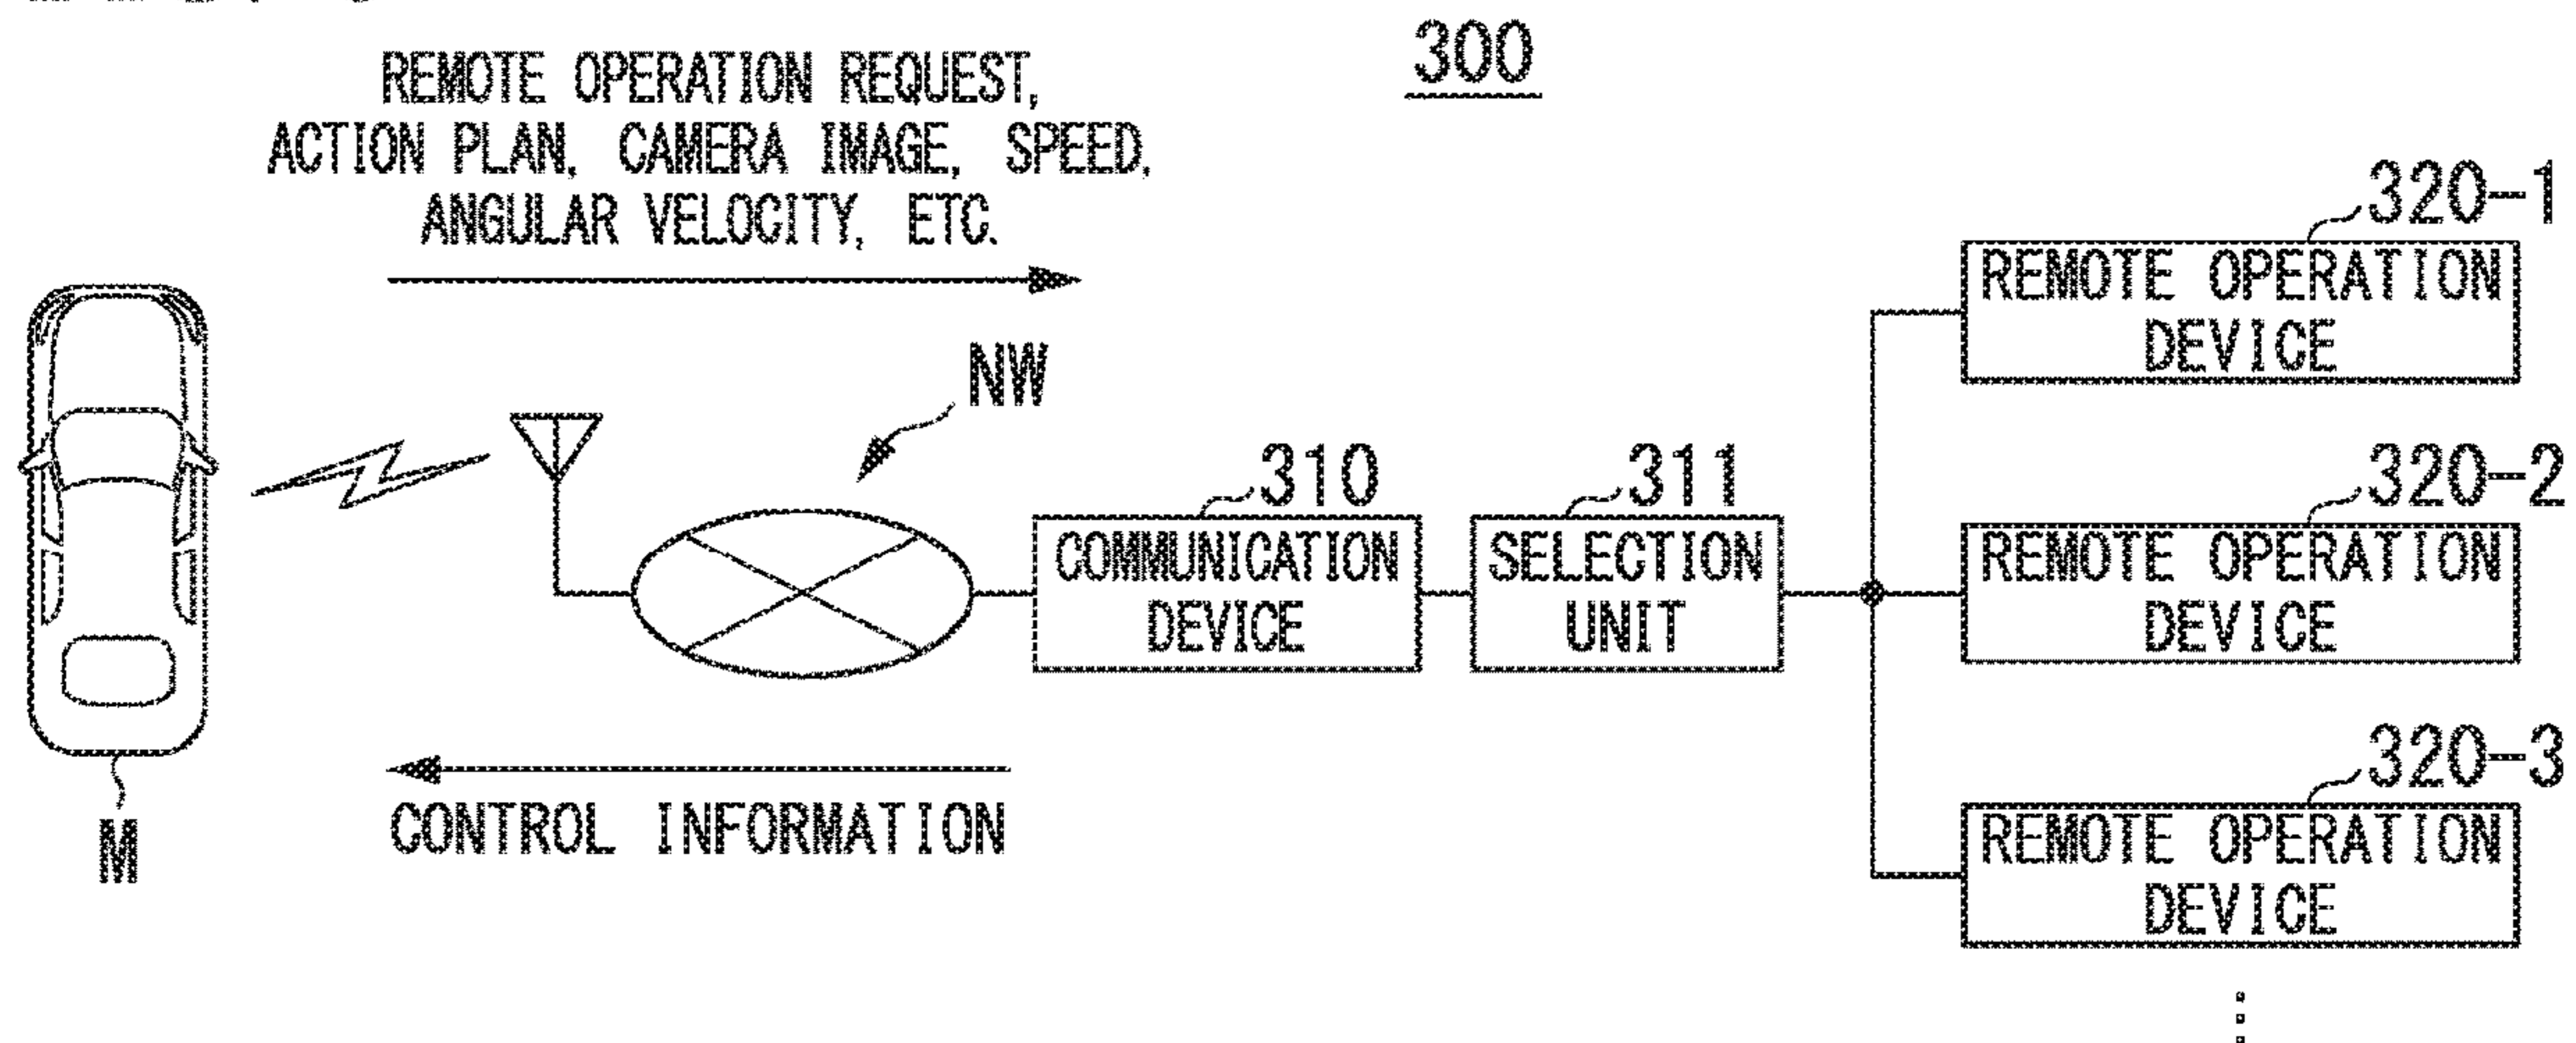 300
REMOTE OPERATION REQUEST,
ACTION PLAN, CAMERA IMAGE, SPEED,
ANGULAR VELOCITY, ETC.
320-1
REMOTE OPERATION
DEVICE
NW
310
COMMUNICATION
DEVICE
311
SELECTION
UNIT
320-2
REMOTE OPERATION
DEVICE
320-3
REMOTE OPERATION
DEVICE
CONTROL INFORMATION
M